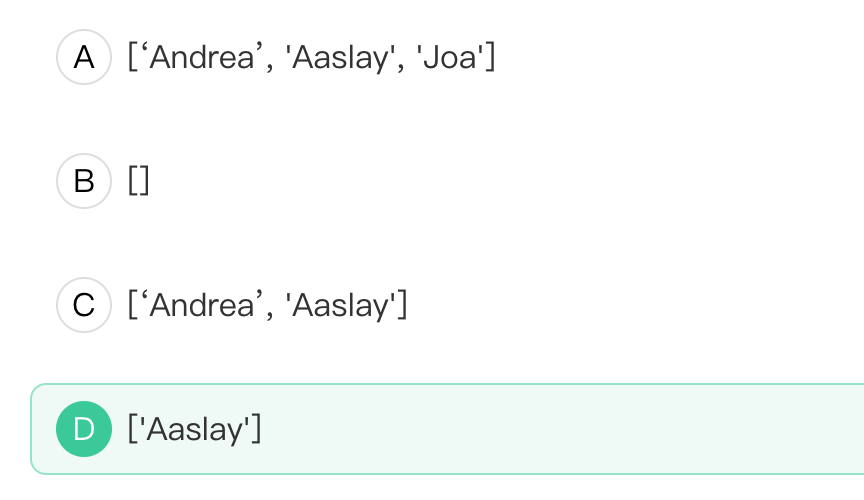 A [‘Andrea’, 'Aaslay', 'Joa']
B []
C [‘Andrea’, 'Aaslay']
D ['Aaslay']